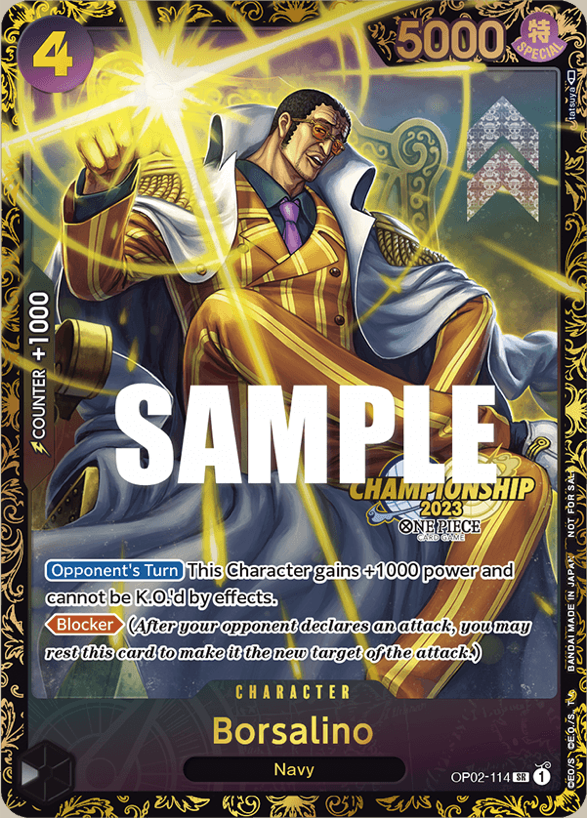 4
5000
特
SPECIAL
tatsuya
COUNTER +1000
SAMPLE
CHAMPIONSHIP
2023
ONE PIECE
CARD GAME
Opponent's Turn This Character gains +1000 power and
cannot be K.O.'d by effects.
Blocker (After your opponent declares an attack, you may
rest this card to make it the new target of the attack.)
CHARACTER
Borsalino
Navy
OP02-114 SR 1
BANDAI MADE IN JAPAN NOT FOR SALE
©E.O./S. T